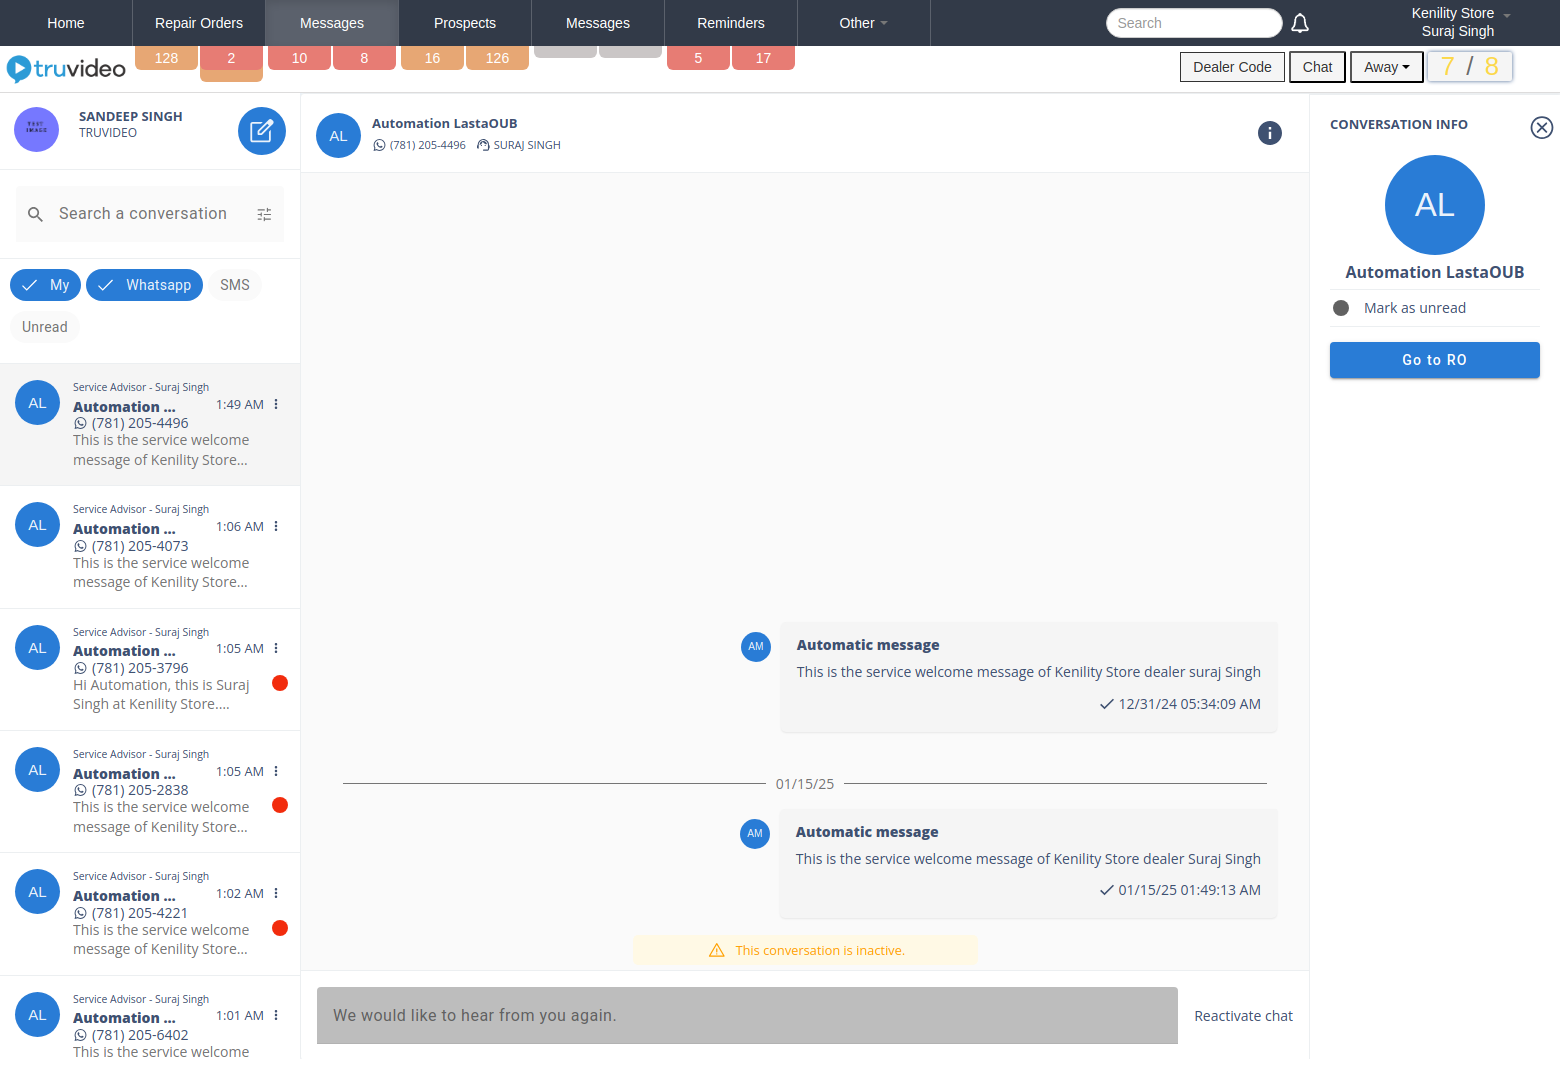 Home
Repair Orders
Messages
Prospects
Messages
Reminders
Other
Search
Kenility Store
Suraj Singh
truvideo
128
2
10
8
16
126
5
17
Dealer Code
Chat
Away
7 / 8
SANDEEP SINGH
TRUVIDEO
TEST
IMAGE
Search a conversation
My
Whatsapp
SMS
Unread
AL
Service Advisor - Suraj Singh
Automation ...
1:49 AM
(781) 205-4496
This is the service welcome
message of Kenility Store...
AL
Service Advisor - Suraj Singh
Automation ...
1:06 AM
(781) 205-4073
This is the service welcome
message of Kenility Store...
AL
Service Advisor - Suraj Singh
Automation ...
1:05 AM
(781) 205-3796
Hi Automation, this is Suraj
Singh at Kenility Store....
AL
Service Advisor - Suraj Singh
Automation ...
1:05 AM
(781) 205-2838
This is the service welcome
message of Kenility Store...
AL
Service Advisor - Suraj Singh
Automation ...
1:02 AM
(781) 205-4221
This is the service welcome
message of Kenility Store...
AL
Service Advisor - Suraj Singh
Automation ...
1:01 AM
(781) 205-6402
This is the service welcome
AL
Automation LastaOUB
(781) 205-4496 SURAJ SINGH
AM
Automatic message
This is the service welcome message of Kenility Store dealer suraj Singh
12/31/24 05:34:09 AM
01/15/25
AM
Automatic message
This is the service welcome message of Kenility Store dealer Suraj Singh
01/15/25 01:49:13 AM
This conversation is inactive.
We would like to hear from you again.
Reactivate chat
CONVERSATION INFO
AL
Automation LastaOUB
Mark as unread
Go to RO